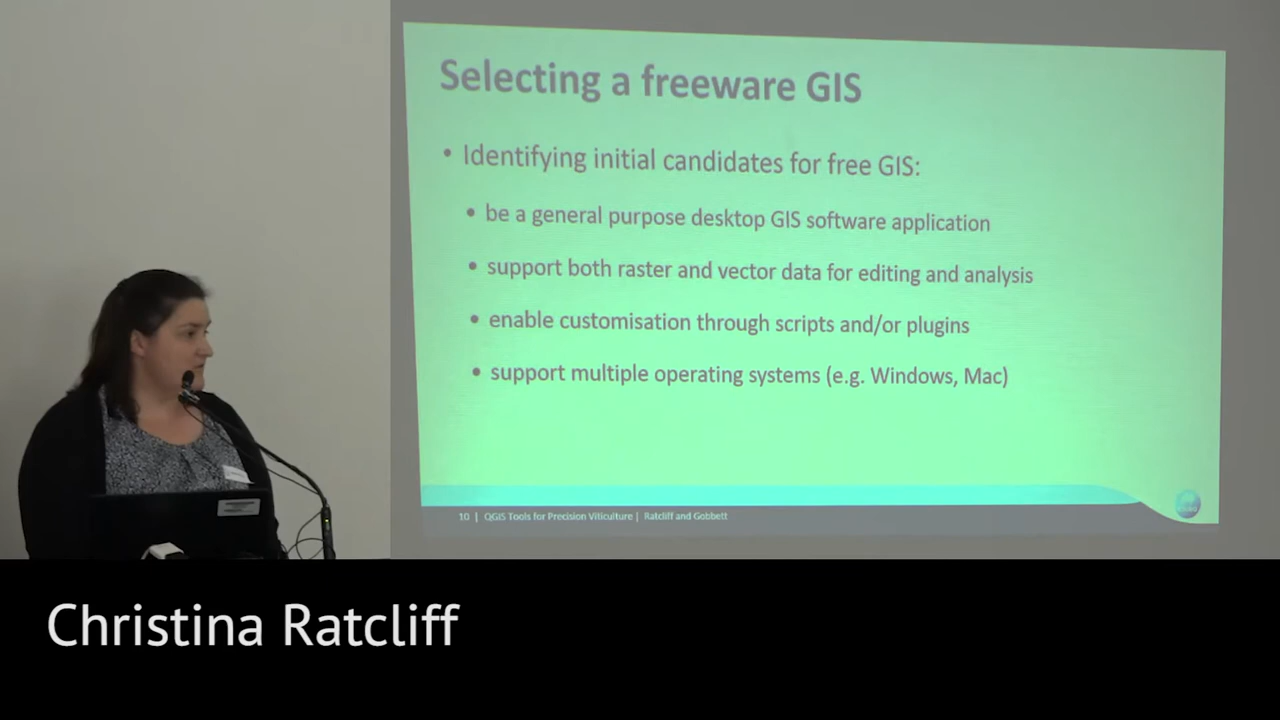 Selecting a freeware GIS
• Identifying initial candidates for free GIS:
• be a general purpose desktop GIS software application
• support both raster and vector data for editing and analysis
• enable customisation through scripts and/or plugins
• support multiple operating systems (e.g. Windows, Mac)
10 | QGIS Tools for Precision Viticulture | Ratcliff and Gobbett
Christina Ratcliff